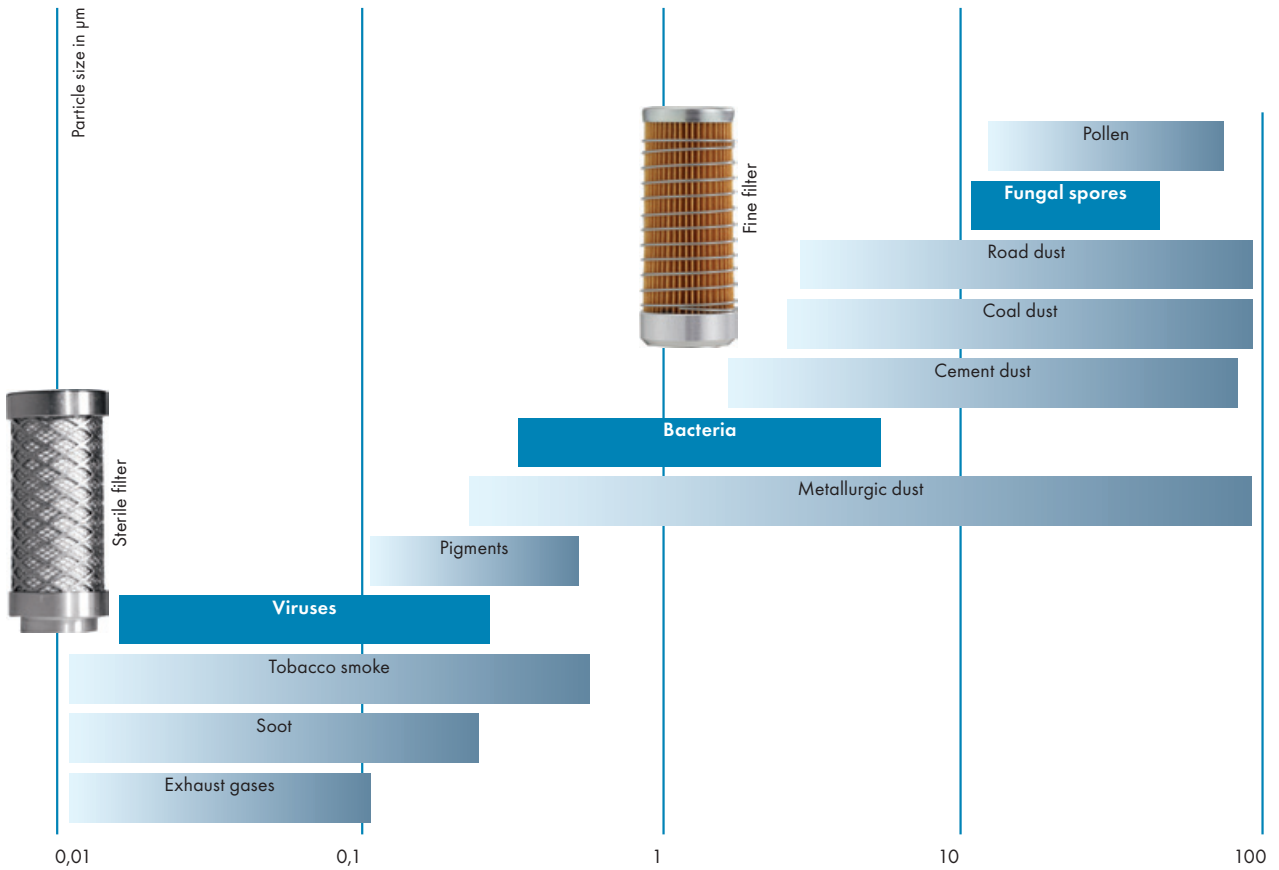 Particle size in µm
Pollen
Fungal spores
Fine filter
Road dust
Coal dust
Cement dust
Bacteria
Sterile filter
Metallurgic dust
Pigments
Viruses
Tobacco smoke
Soot
Exhaust gases
0,01 0,1 1 10 100